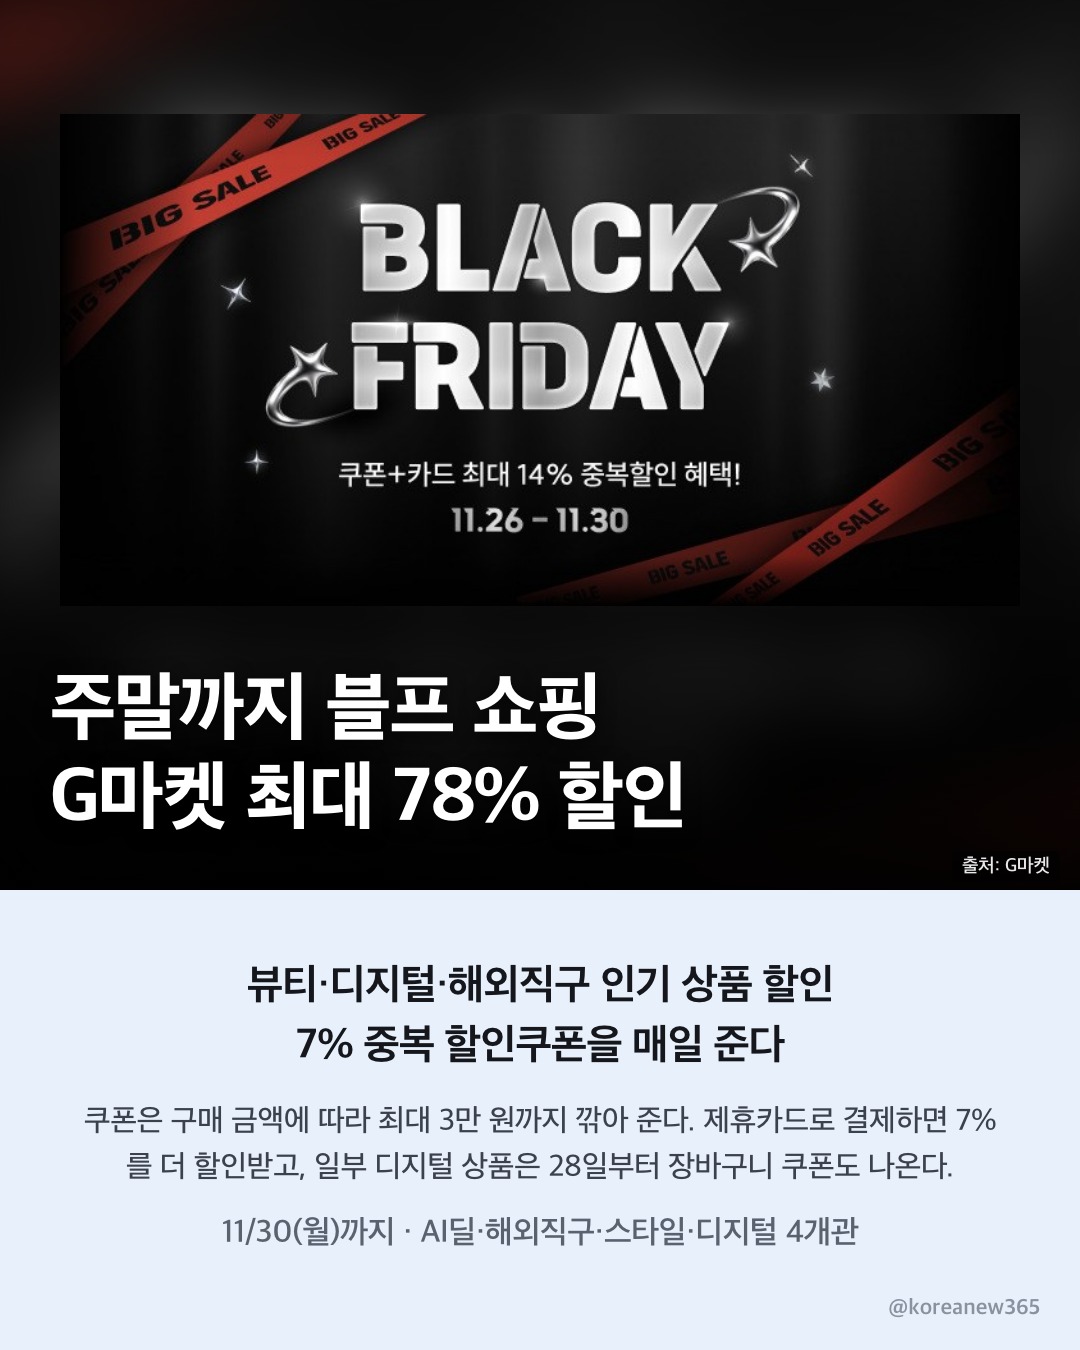 BIG SALE
BIG SALE
BIG SALE
BLACK
FRIDAY
쿠폰+카드 최대 14% 중복할인 혜택!
11.26 - 11.30
BIG SALE
BIG SALE
주말까지 블프 쇼핑
G마켓 최대 78% 할인
출처: G마켓
뷰티·디지털·해외직구 인기 상품 할인
7% 중복 할인쿠폰을 매일 준다
쿠폰은 구매 금액에 따라 최대 3만 원까지 깎아 준다. 제휴카드로 결제하면 7%
를 더 할인받고, 일부 디지털 상품은 28일부터 장바구니 쿠폰도 나온다.
11/30(월)까지 · AI딜·해외직구·스타일·디지털 4개관
@koreanew365